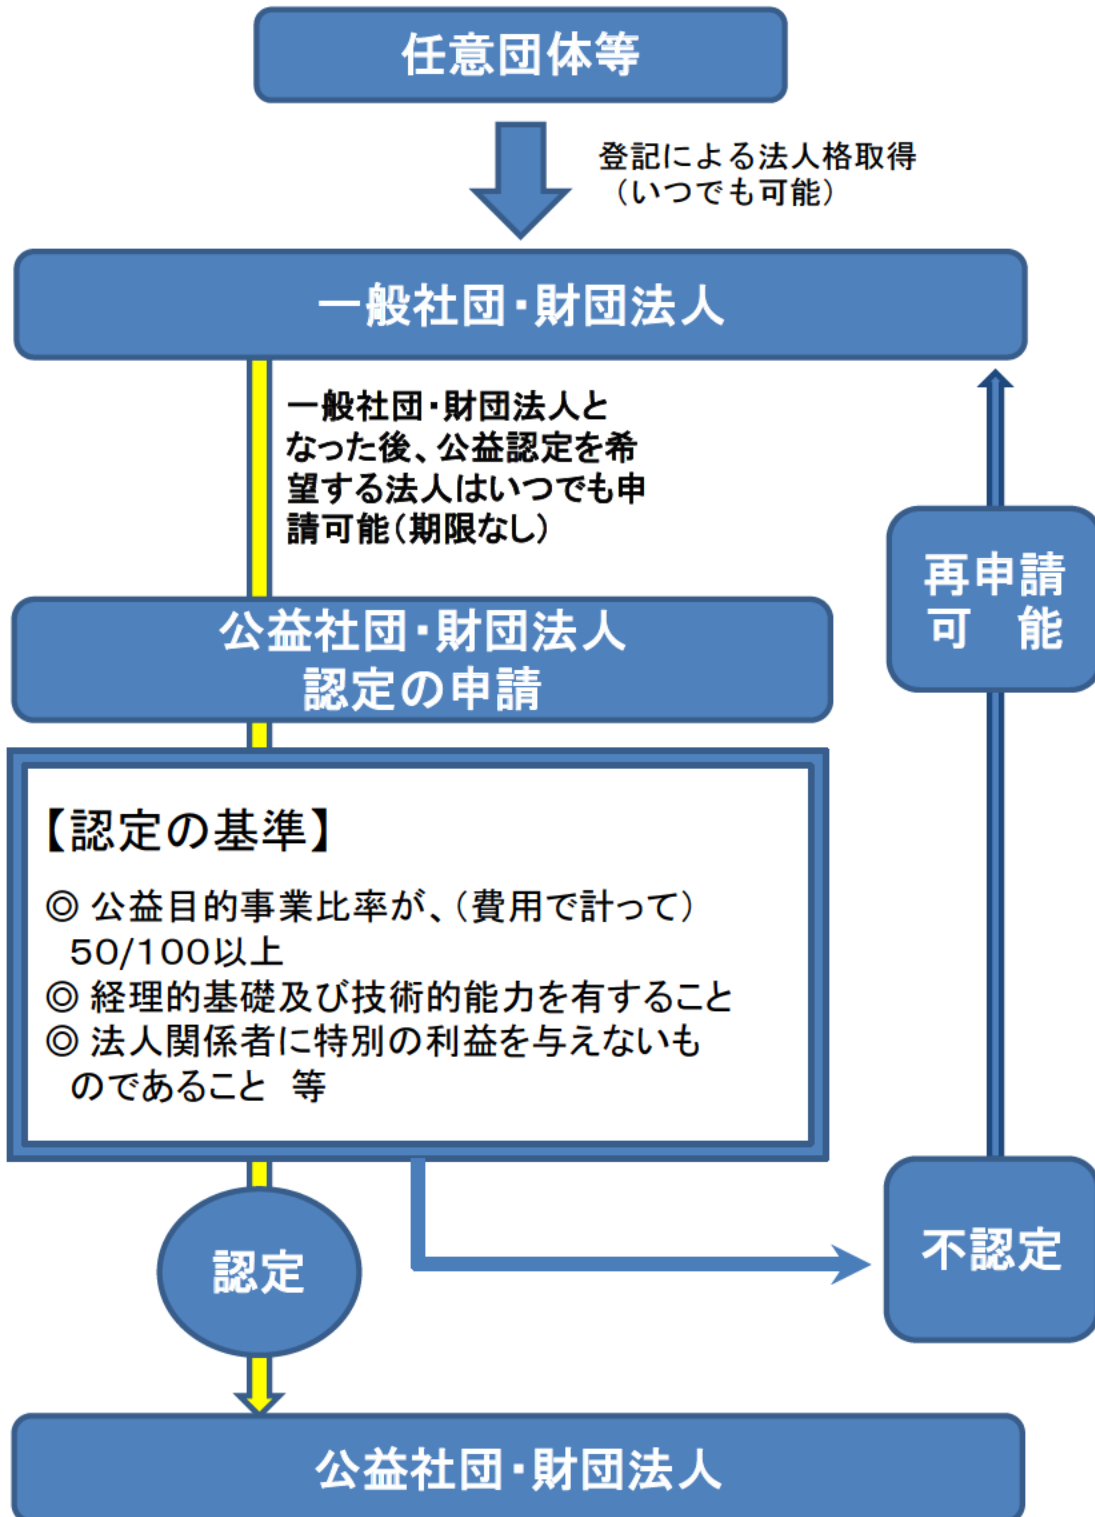 任意団体等
登記による法人格取得
（いつでも可能）
一般社団・財団法人
一般社団・財団法人と
なった後、公益認定を希
望する法人はいつでも申
請可能（期限なし）
再申請
可　能
公益社団・財団法人
認定の申請
【認定の基準】
◎ 公益目的事業比率が、（費用で計って）
50/100以上
◎ 経理的基礎及び技術的能力を有すること
◎ 法人関係者に特別の利益を与えないも
のであること　等
認定
不認定
公益社団・財団法人